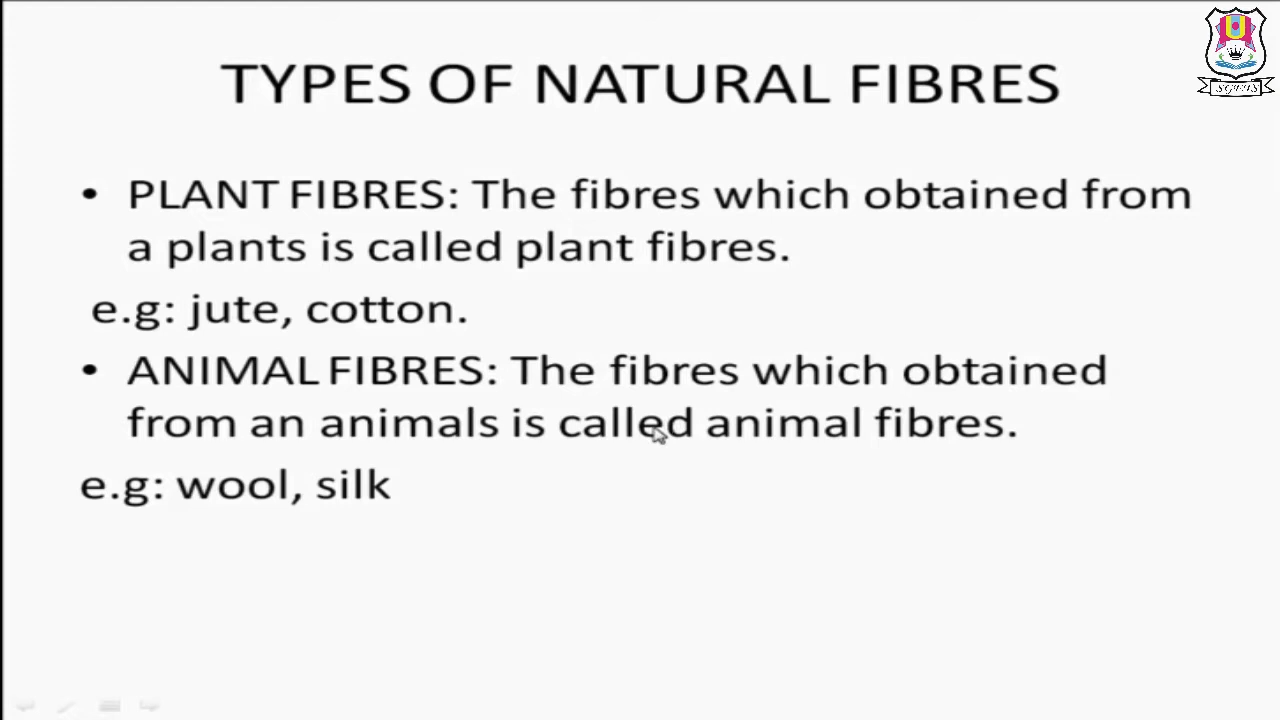 TYPES OF NATURAL FIBRES
• PLANT FIBRES: The fibres which obtained from
a plants is called plant fibres.
e.g: jute, cotton.
• ANIMAL FIBRES: The fibres which obtained
from an animals is called animal fibres.
e.g: wool, silk